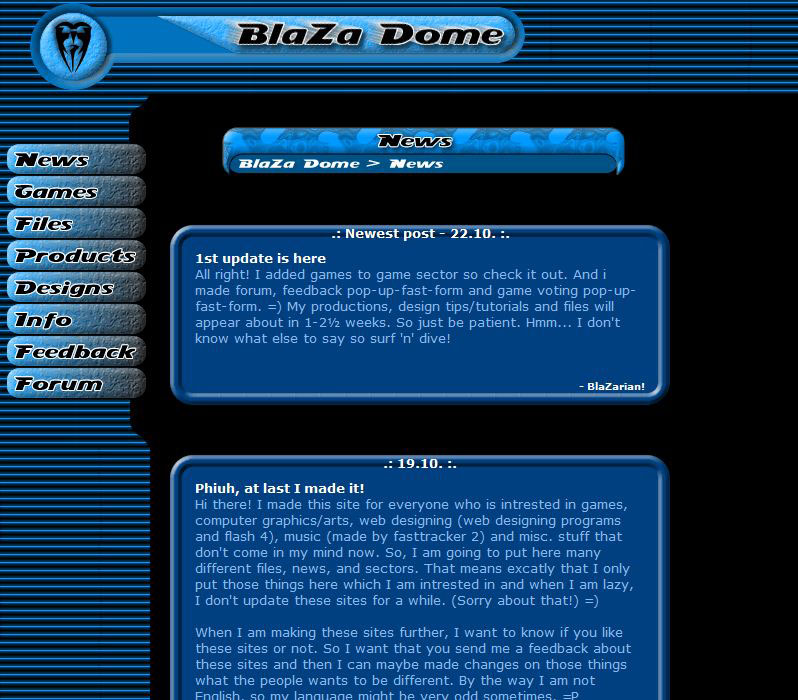 BlaZa Dome
News
BlaZa Dome > News
News
Games
Files
Products
Designs
Info
Feedback
Forum
.: Newest post - 22.10. :.
1st update is here
All right! I added games to game sector so check it out. And i
made forum, feedback pop-up-fast-form and game voting pop-up-
fast-form. =) My productions, design tips/tutorials and files will
appear about in 1-2½ weeks. So just be patient. Hmm... I don't
know what else to say so surf 'n' dive!
- BlaZarian!
.: 19.10. :.
Phiuh, at last I made it!
Hi there! I made this site for everyone who is intrested in games,
computer graphics/arts, web designing (web designing programs
and flash 4), music (made by fasttracker 2) and misc. stuff that
don't come in my mind now. So, I am going to put here many
different files, news, and sectors. That means excatly that I only
put those things here which I am intrested in and when I am lazy,
I don't update these sites for a while. (Sorry about that!) =)
When I am making these sites further, I want to know if you like
these sites or not. So I want that you send me a feedback about
these sites and then I can maybe made changes on those things
what the people wants to be different. By the way I am not
English, so my language might be very odd sometimes. =P